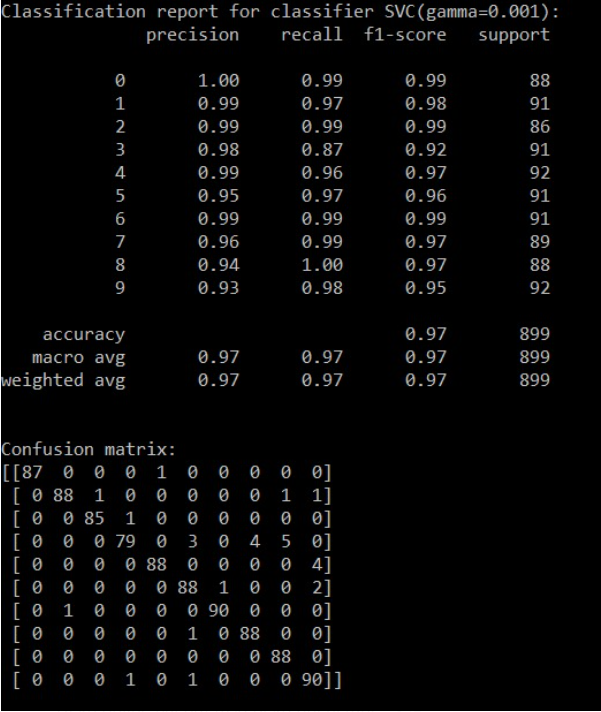 Classification report for classifier SVC(gamma=0.001):
              precision    recall  f1-score   support

           0       1.00      0.99      0.99        88
           1       0.99      0.97      0.98        91
           2       0.99      0.99      0.99        86
           3       0.98      0.87      0.92        91
           4       0.99      0.96      0.97        92
           5       0.95      0.97      0.96        91
           6       0.99      0.99      0.99        91
           7       0.96      0.99      0.97        89
           8       0.94      1.00      0.97        88
           9       0.93      0.98      0.95        92

    accuracy                           0.97       899
   macro avg       0.97      0.97      0.97       899
weighted avg       0.97      0.97      0.97       899


Confusion matrix:
[[87  0  0  0  1  0  0  0  0  0]
 [ 0 88  1  0  0  0  0  0  1  1]
 [ 0  0 85  1  0  0  0  0  0  0]
 [ 0  0  0 79  0  3  0  4  5  0]
 [ 0  0  0  0 88  0  0  0  0  4]
 [ 0  0  0  0  0 88  1  0  0  2]
 [ 0  1  0  0  0  0 90  0  0  0]
 [ 0  0  0  0  0  1  0 88  0  0]
 [ 0  0  0  0  0  0  0  0 88  0]
 [ 0  0  0  1  0  1  0  0  0 90]]